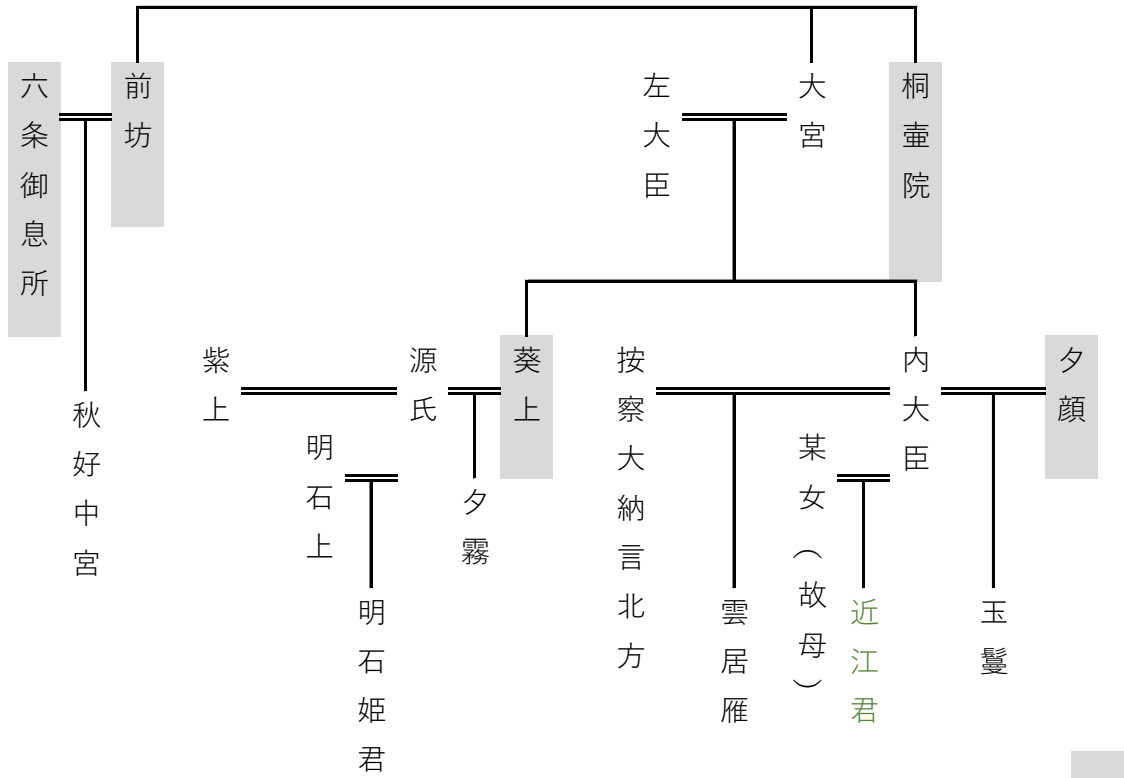 桐壷院
大宮
左大臣
前坊
六条御息所
夕顔
内大臣
按察大納言北方
葵上
源氏
紫上
秋好中宮
某女（故母）
明石上
夕霧
玉鬘
近江君
雲居雁
明石姫君